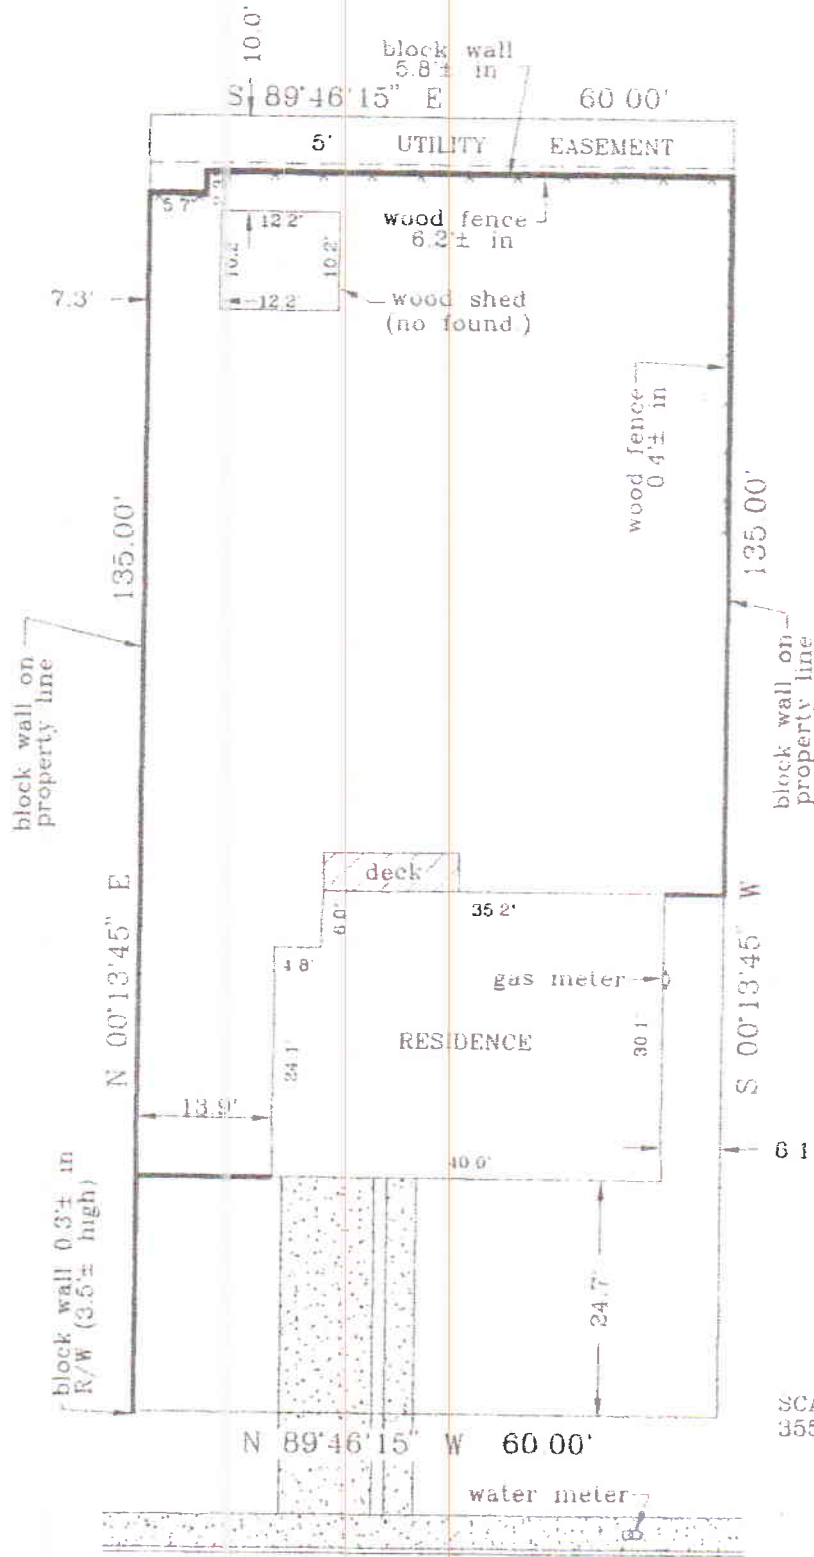 10.0'
block wall
5.8'± in
S 89°46'15" E 60 00'
5' UTILITY EASEMENT
5.7'
12.2'
wood fence
6.2'± in
10.2'
10.2'
7.3'
12.2'
wood shed
(no found.)
wood fence
0 4'± in
135.00'
135 00'
block wall on
property line
block wall on
property line
deck
N 00°13'45" E
S 00°13'45" W
6.0'
35 2'
4.8'
gas meter
24.1'
RESIDENCE
30 1'
13.9'
40 0'
6 1
block wall 0.3'± in
R/W (3.5'± high)
24.7'
SCA
355
N 89°46'15" W 60 00'
water meter